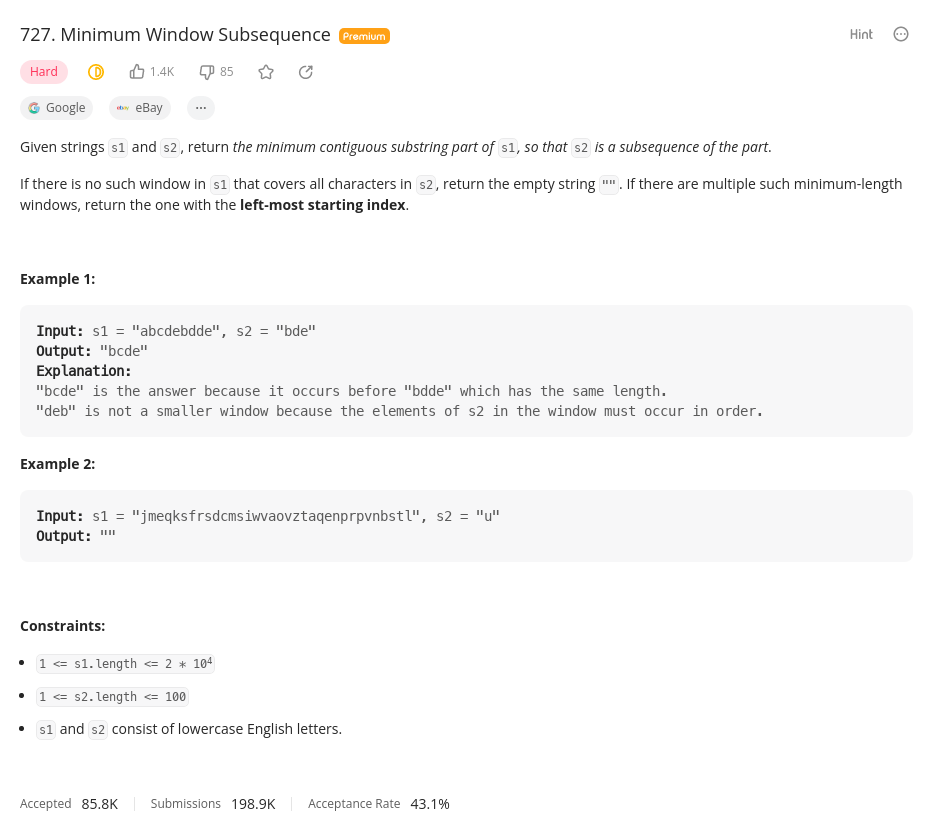 727. Minimum Window Subsequence Premium Hint
Hard 1.4K 85
Google ebay eBay ...
Given strings s1 and s2, return the minimum contiguous substring part of s1, so that s2 is a subsequence of the part.
If there is no such window in s1 that covers all characters in s2, return the empty string "". If there are multiple such minimum-length
windows, return the one with the left-most starting index.
Example 1:
Input: s1 = "abcdebdde", s2 = "bde"
Output: "bcde"
Explanation:
"bcde" is the answer because it occurs before "bdde" which has the same length.
"deb" is not a smaller window because the elements of s2 in the window must occur in order.
Example 2:
Input: s1 = "jmeqksfrsdcmsiwvaovztaqenprpvnbstl", s2 = "u"
Output: ""
Constraints:
• 1 <= s1.length <= 2 * 10⁴
• 1 <= s2.length <= 100
• s1 and s2 consist of lowercase English letters.
Accepted 85.8K Submissions 198.9K Acceptance Rate 43.1%